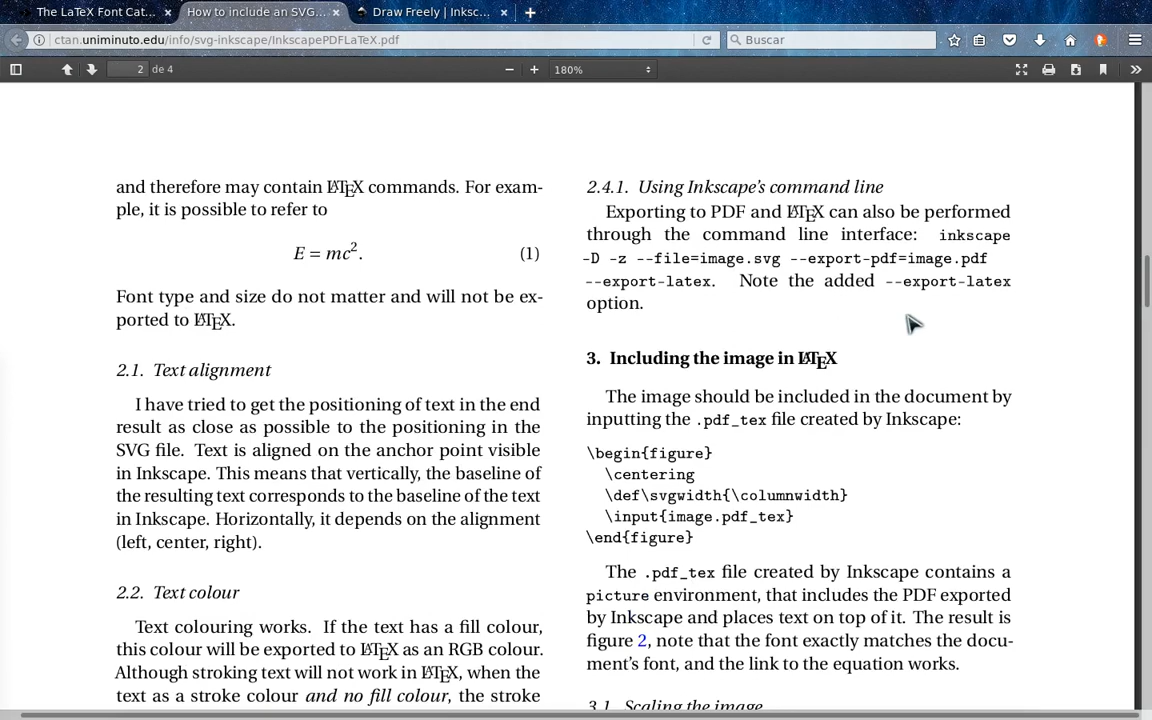 The LaTeX Font Cat...
How to include an SVG...
Draw Freely | Inksc...
ctan.uniminuto.edu/info/svg-inkscape/InkscapePDFLaTeX.pdf
Buscar
2 de 4
180%
and therefore may contain LATEX commands. For exam-
ple, it is possible to refer to
E = mc². (1)
Font type and size do not matter and will not be ex-
ported to LATEX.
2.1. Text alignment
I have tried to get the positioning of text in the end
result as close as possible to the positioning in the
SVG file. Text is aligned on the anchor point visible
in Inkscape. This means that vertically, the baseline of
the resulting text corresponds to the baseline of the text
in Inkscape. Horizontally, it depends on the alignment
(left, center, right).
2.2. Text colour
Text colouring works. If the text has a fill colour,
this colour will be exported to LATEX as an RGB colour.
Although stroking text will not work in LATEX, when the
text as a stroke colour and no fill colour, the stroke
2.4.1. Using Inkscape's command line
Exporting to PDF and LATEX can also be performed
through the command line interface: inkscape
-D -z --file=image.svg --export-pdf=image.pdf
--export-latex. Note the added --export-latex
option.
3. Including the image in LATEX
The image should be included in the document by
inputting the .pdf_tex file created by Inkscape:
\begin{figure}
\centering
\def\svgwidth{\columnwidth}
\input{image.pdf_tex}
\end{figure}
The .pdf_tex file created by Inkscape contains a
picture environment, that includes the PDF exported
by Inkscape and places text on top of it. The result is
figure 2, note that the font exactly matches the docu-
ment's font, and the link to the equation works.
3.1. Scaling the image